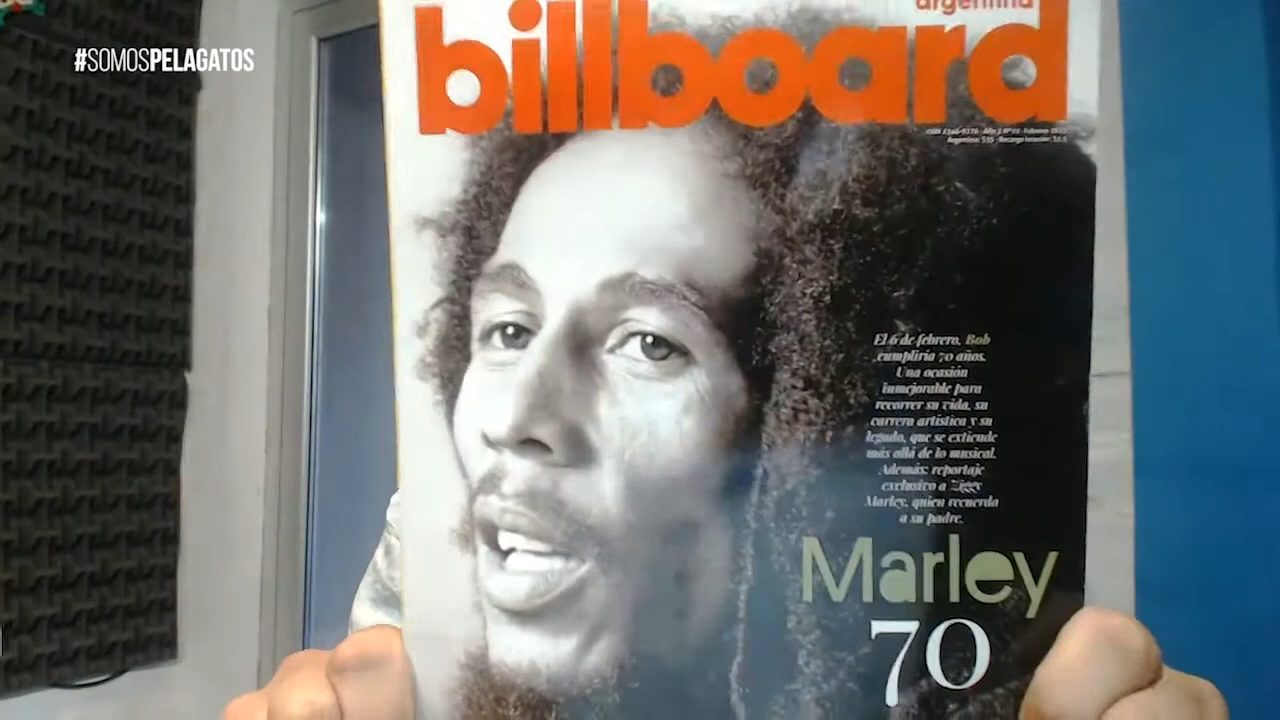 #SOMOSPELAGATOS
argentina
billboard
El 6 de febrero, Bob
cumpliría 70 años.
Una ocasión
inmejorable para
recorrer su vida, su
carrera artística y su
legado, que se extiende
más allá de lo musical.
Además: reportaje
exclusivo a Ziggy
Marley, quien recuerda
a su padre.
Marley
70